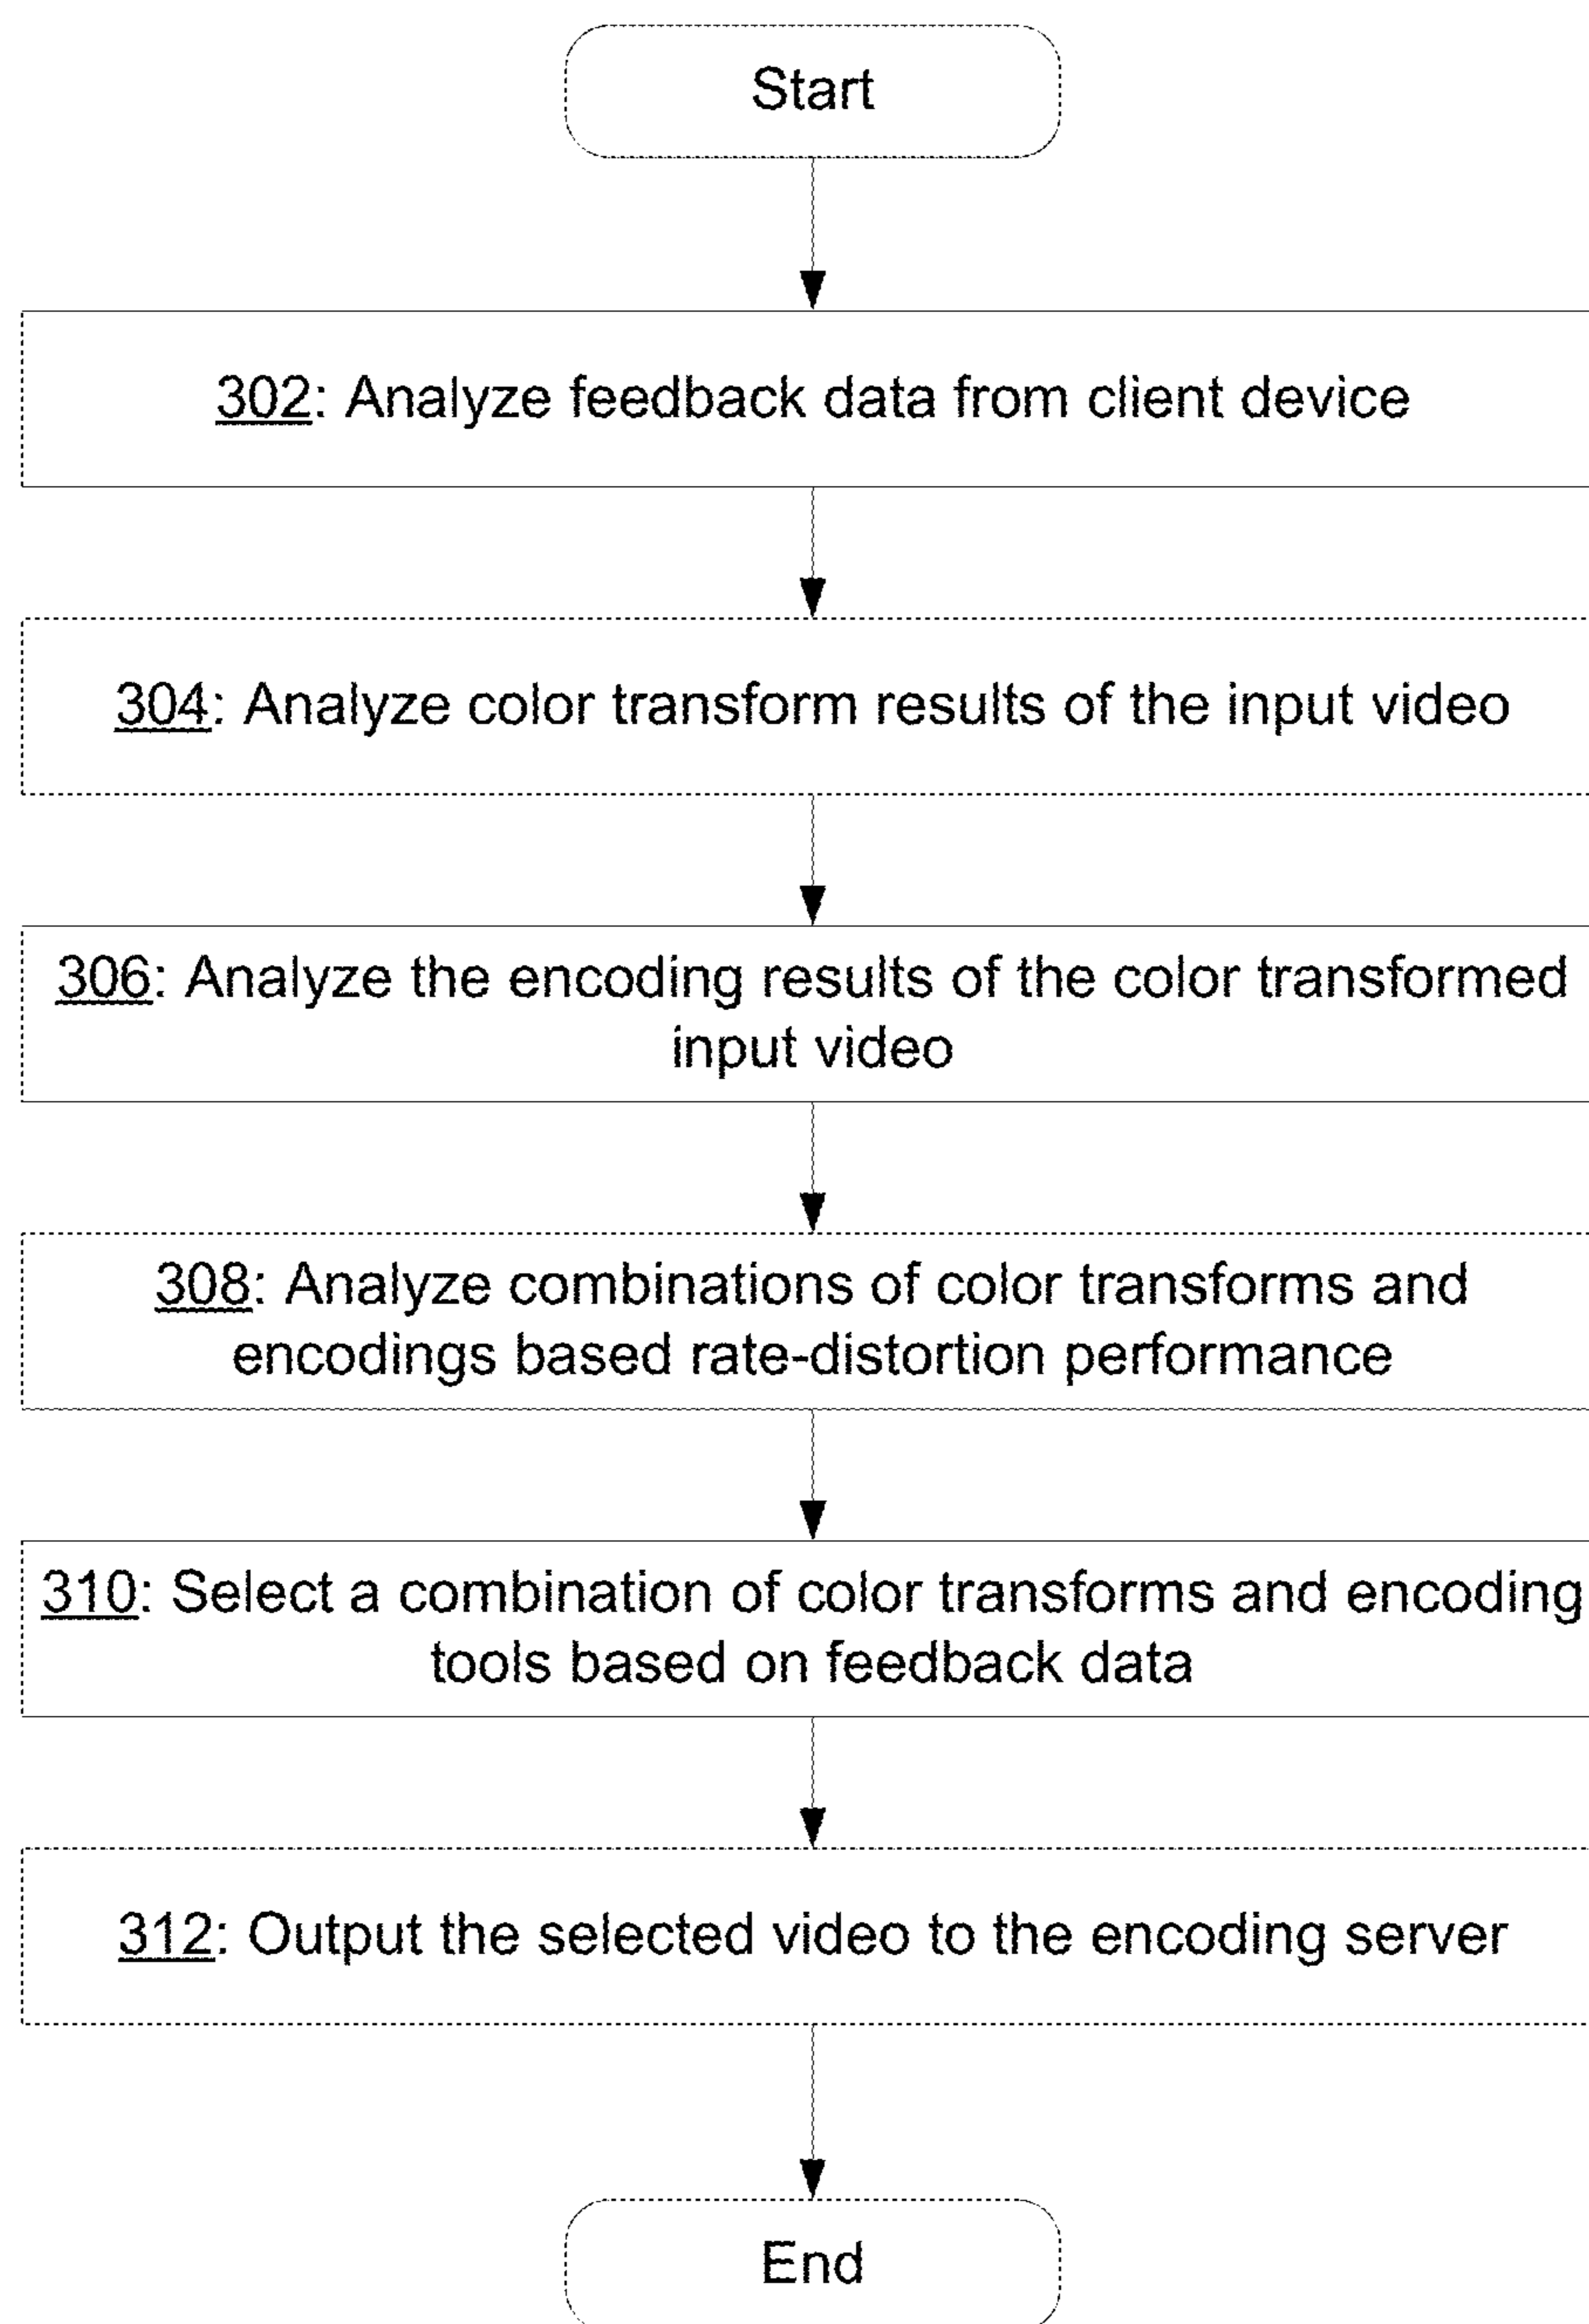 Start
302: Analyze feedback data from client device
304: Analyze color transform results of the input video
306: Analyze the encoding results of the color transformed
input video
308: Analyze combinations of color transforms and
encodings based rate-distortion performance
310: Select a combination of color transforms and encoding
tools based on feedback data
312: Output the selected video to the encoding server
End